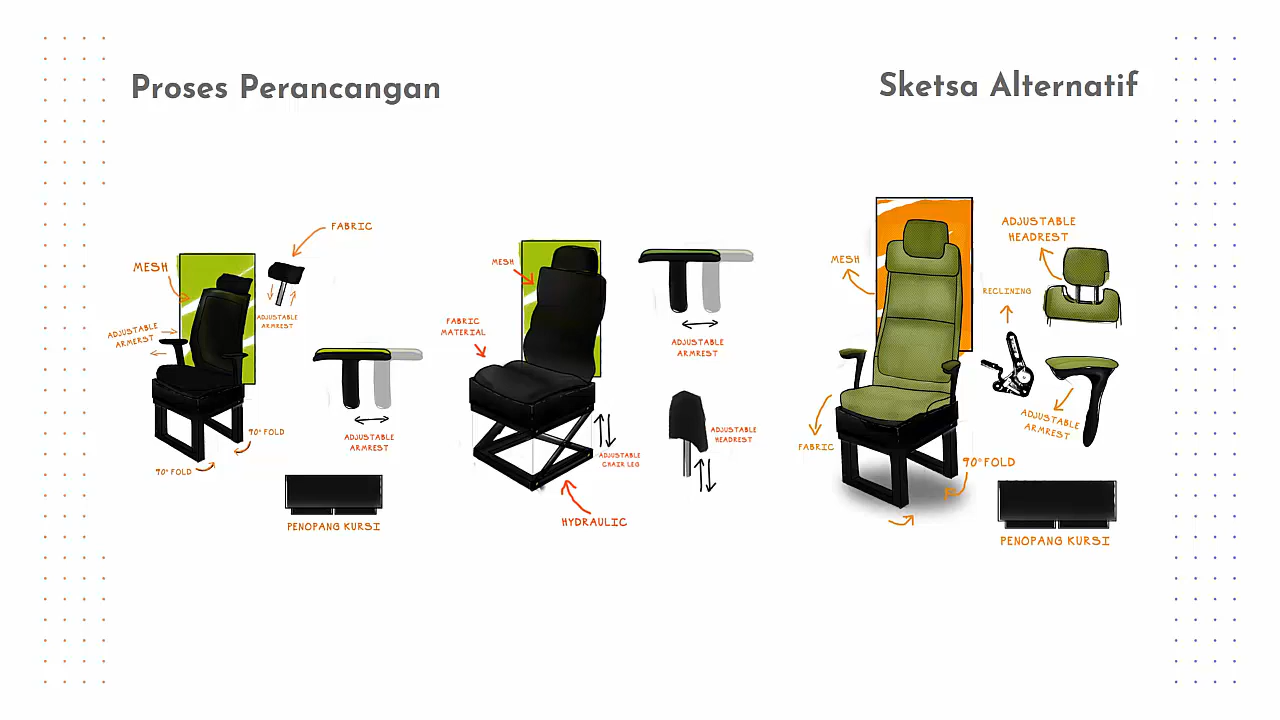 Proses Perancangan
Sketsa Alternatif
FABRIC
MESH
ADJUSTABLE
ARMREST
ADJUSTABLE
ARMERST
90° FOLD
90° FOLD
ADJUSTABLE
ARMREST
PENOPANG KURSI
MESH
FABRIC
MATERIAL
ADJUSTABLE
CHAIR LEG
HYDRAULIC
ADJUSTABLE
ARMREST
ADJUSTABLE
HEADREST
MESH
FABRIC
ADJUSTABLE
HEADREST
RECLINING
ADJUSTABLE
ARMREST
90° FOLD
PENOPANG KURSI